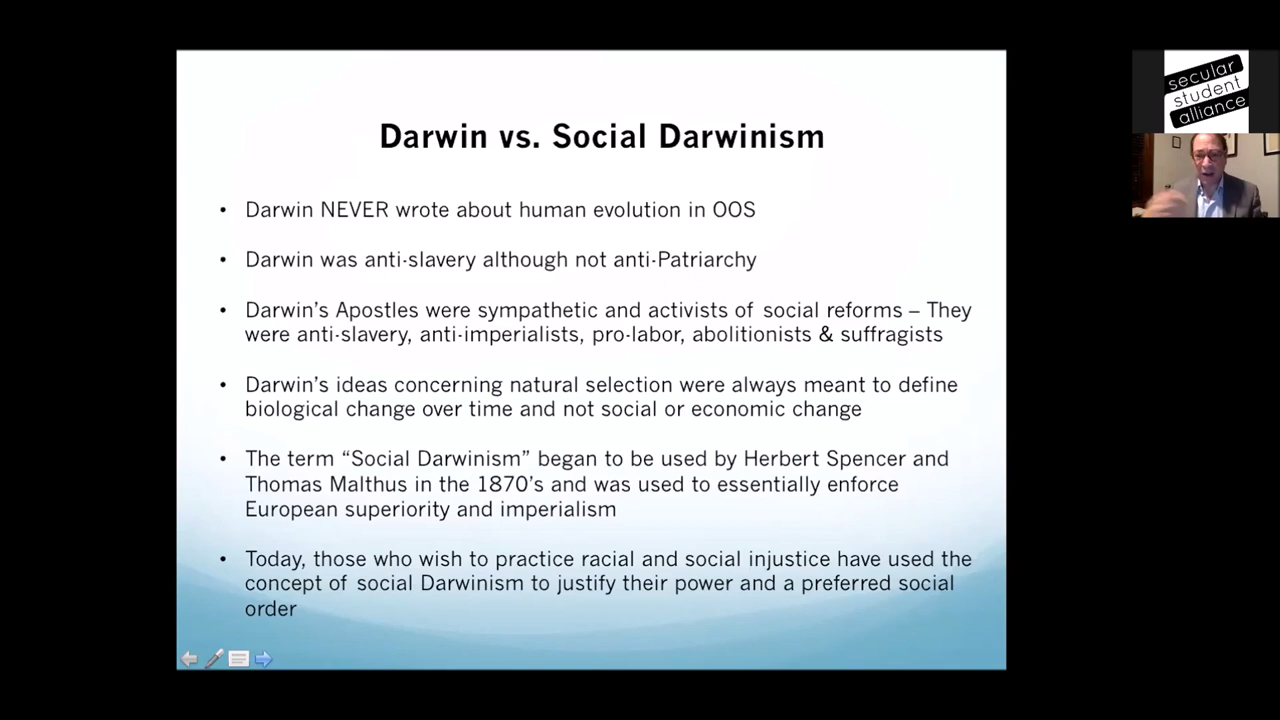 Darwin vs. Social Darwinism
• Darwin NEVER wrote about human evolution in OOS
• Darwin was anti-slavery although not anti-Patriarchy
• Darwin's Apostles were sympathetic and activists of social reforms – They
were anti-slavery, anti-imperialists, pro-labor, abolitionists & suffragists
• Darwin's ideas concerning natural selection were always meant to define
biological change over time and not social or economic change
• The term “Social Darwinism” began to be used by Herbert Spencer and
Thomas Malthus in the 1870's and was used to essentially enforce
European superiority and imperialism
• Today, those who wish to practice racial and social injustice have used the
concept of social Darwinism to justify their power and a preferred social
order
secular
student
alliance